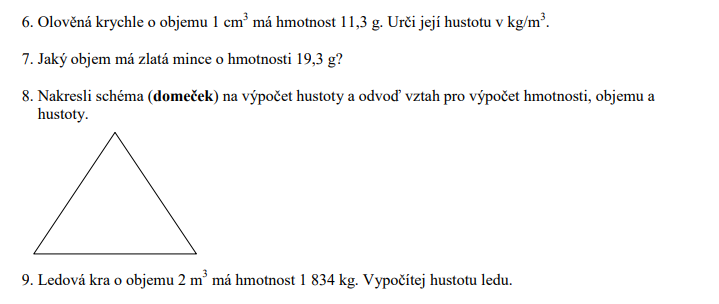 6. Olověná krychle o objemu 1 cm³ má hmotnost 11,3 g. Urči její hustotu v kg/m³.
7. Jaký objem má zlatá mince o hmotnosti 19,3 g?
8. Nakresli schéma (domeček) na výpočet hustoty a odvoď vztah pro výpočet hmotnosti, objemu a
hustoty.
9. Ledová kra o objemu 2 m³ má hmotnost 1 834 kg. Vypočítej hustotu ledu.